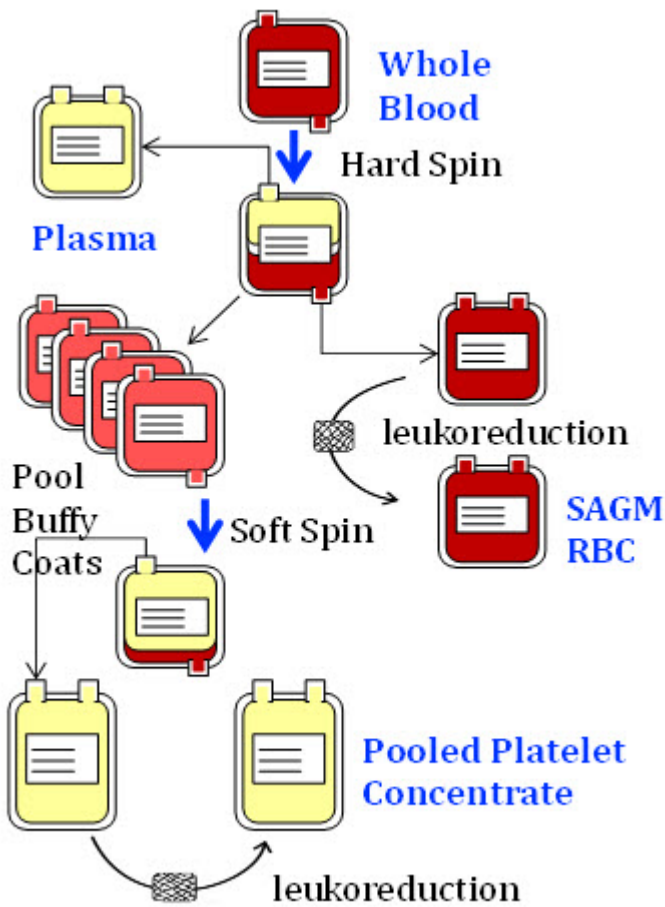 Whole
Blood
Hard Spin
Plasma
leukoreduction
Pool
Buffy
Coats
Soft Spin
SAGM
RBC
Pooled Platelet
Concentrate
leukoreduction